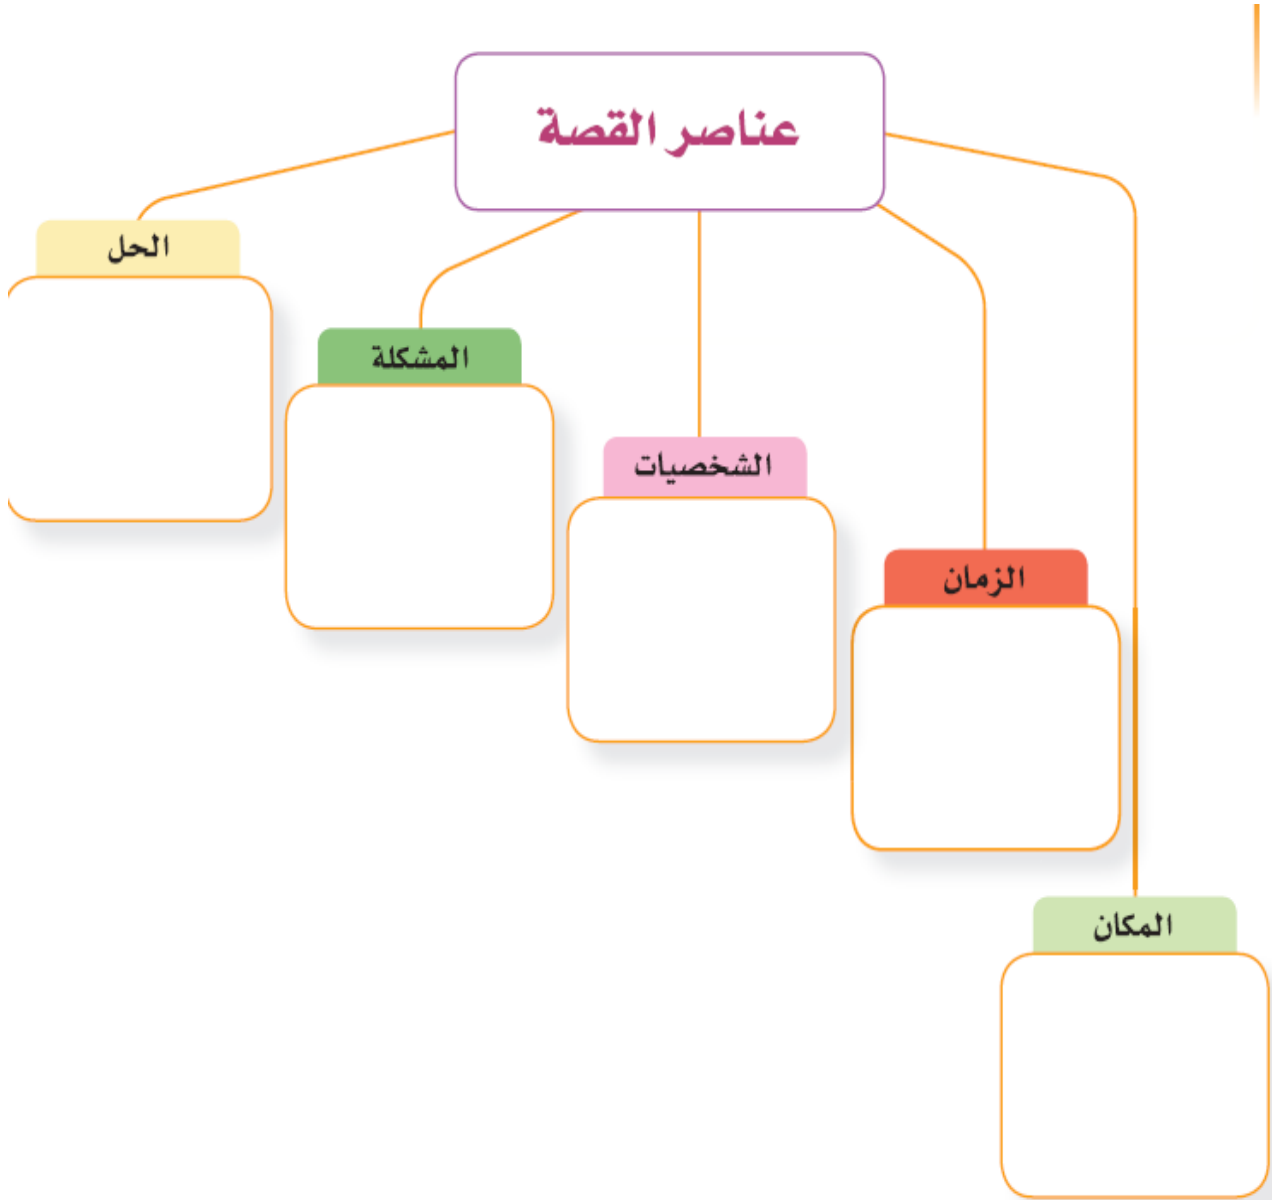 عناصر القصة
الحل
المشكلة
الشخصيات
الزمان
المكان